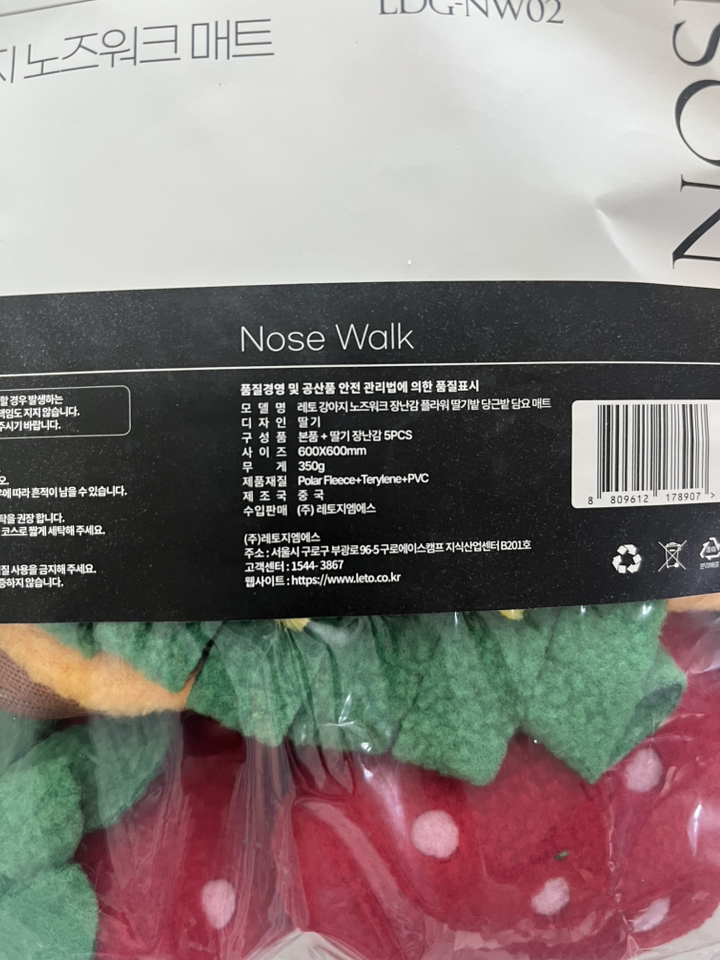 LDG-NW02
지 노즈워크 매트
NOS
Nose Walk
할 경우 발생하는
책임도 지지 않습니다.
주시기 바랍니다.
오.
우에 따라 흔적이 남을 수 있습니다.
탁을 권장 합니다.
코스로 짧게 세탁해 주세요.
질 사용을 금지해 주세요.
증하지 않습니다.
품질경영 및 공산품 안전 관리법에 의한 품질표시
모 델 명 레토 강아지 노즈워크 장난감 플라워 딸기밭 당근밭 담요 매트
디 자 인 딸 기
구 성 품 본품 + 딸기 장난감 5PCS
사 이 즈 600X600mm
무 게 350g
제품재질 Polar Fleece+Terylene+PVC
제 조 국 중 국
수입판매 (주) 레토지엠에스
(주)레토지엠에스
주소 : 서울시 구로구 부광로 96-5 구로에이스캠프 지식산업센터 B201호
고객센터 : 1544- 3867
웹사이트 : https://www.leto.co.kr
8 809612 178907 >